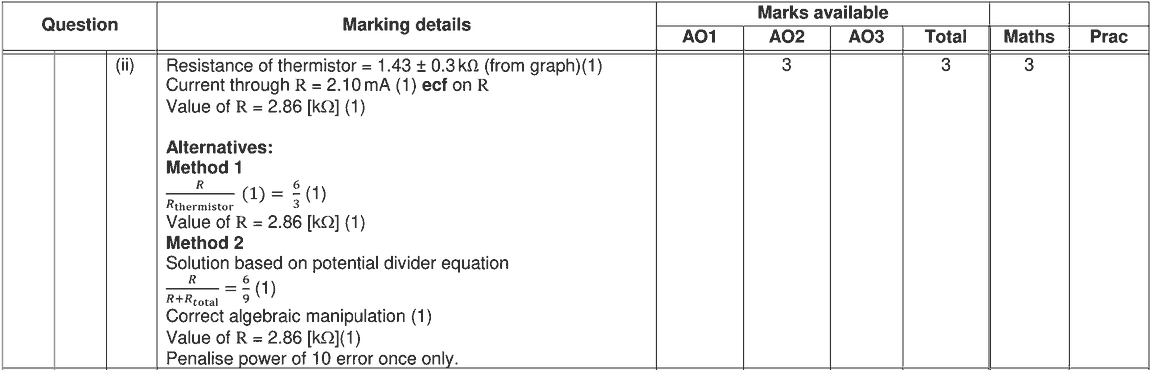 Question Marking details Marks available
AO1 AO2 AO3 Total Maths Prac
(ii) Resistance of thermistor = 1.43 ± 0.3 kΩ (from graph)(1) 3 3 3
Current through R = 2.10 mA (1) ecf on R
Value of R = 2.86 [kΩ] (1)
Alternatives:
Method 1
R/R_thermistor (1) = 6/3 (1)
Value of R = 2.86 [kΩ] (1)
Method 2
Solution based on potential divider equation
R/(R+R_total) = 6/9 (1)
Correct algebraic manipulation (1)
Value of R = 2.86 [kΩ](1)
Penalise power of 10 error once only.